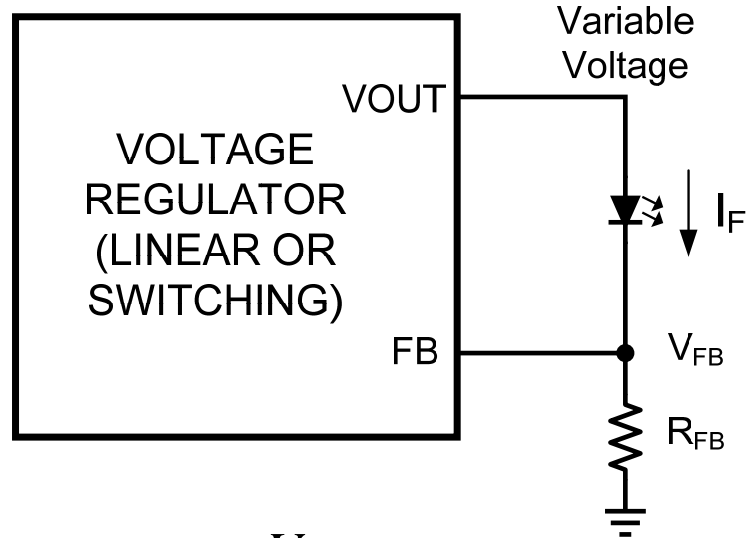 Variable
Voltage
VOUT
VOLTAGE
REGULATOR
(LINEAR OR
SWITCHING)
IF
FB
VFB
RFB